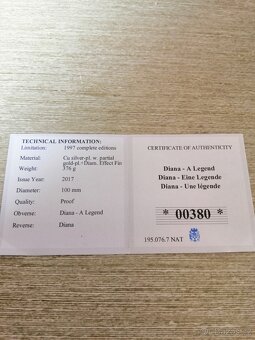 TECHNICAL INFORMATION:
Limitation: 1997 complete editions
Material: Cu silver-pl. w. partial
gold-pl.+Diam. Effect Fin
Weight: 376 g
Issue Year: 2017
Diameter: 100 mm
Quality: Proof
Obverse: Diana - A Legend
Reverse: Diana
CERTIFICATE OF AUTHENTICITY
Diana - A Legend
Diana - Eine Legende
Diana - Une légende
* 00380 *
195.076.7 NAT